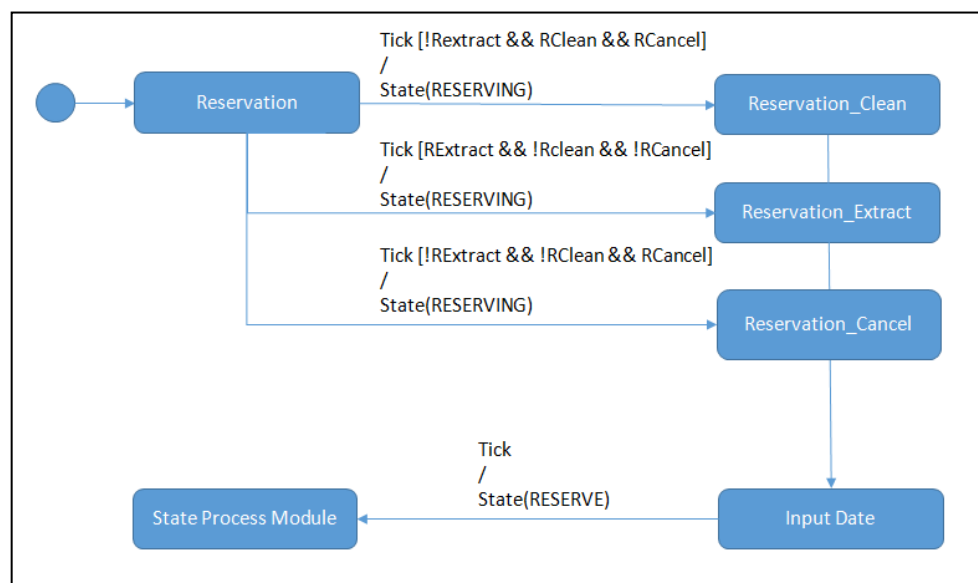 Tick [!Rextract && RClean && RCancel]
/
State(RESERVING)
Reservation
Reservation_Clean
Tick [RExtract && !Rclean && !RCancel]
/
State(RESERVING)
Reservation_Extract
Tick [!RExtract && !RClean && RCancel]
/
State(RESERVING)
Reservation_Cancel
Tick
/
State(RESERVE)
State Process Module
Input Date